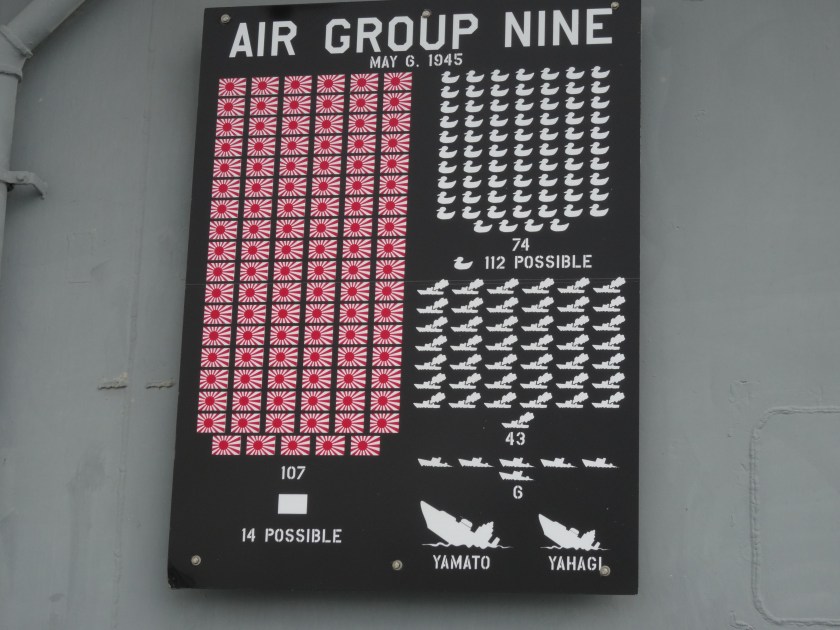 AIR GROUP NINE
MAY 6, 1945
107
14 POSSIBLE
74
112 POSSIBLE
43
6
YAMATO
YAHAGI